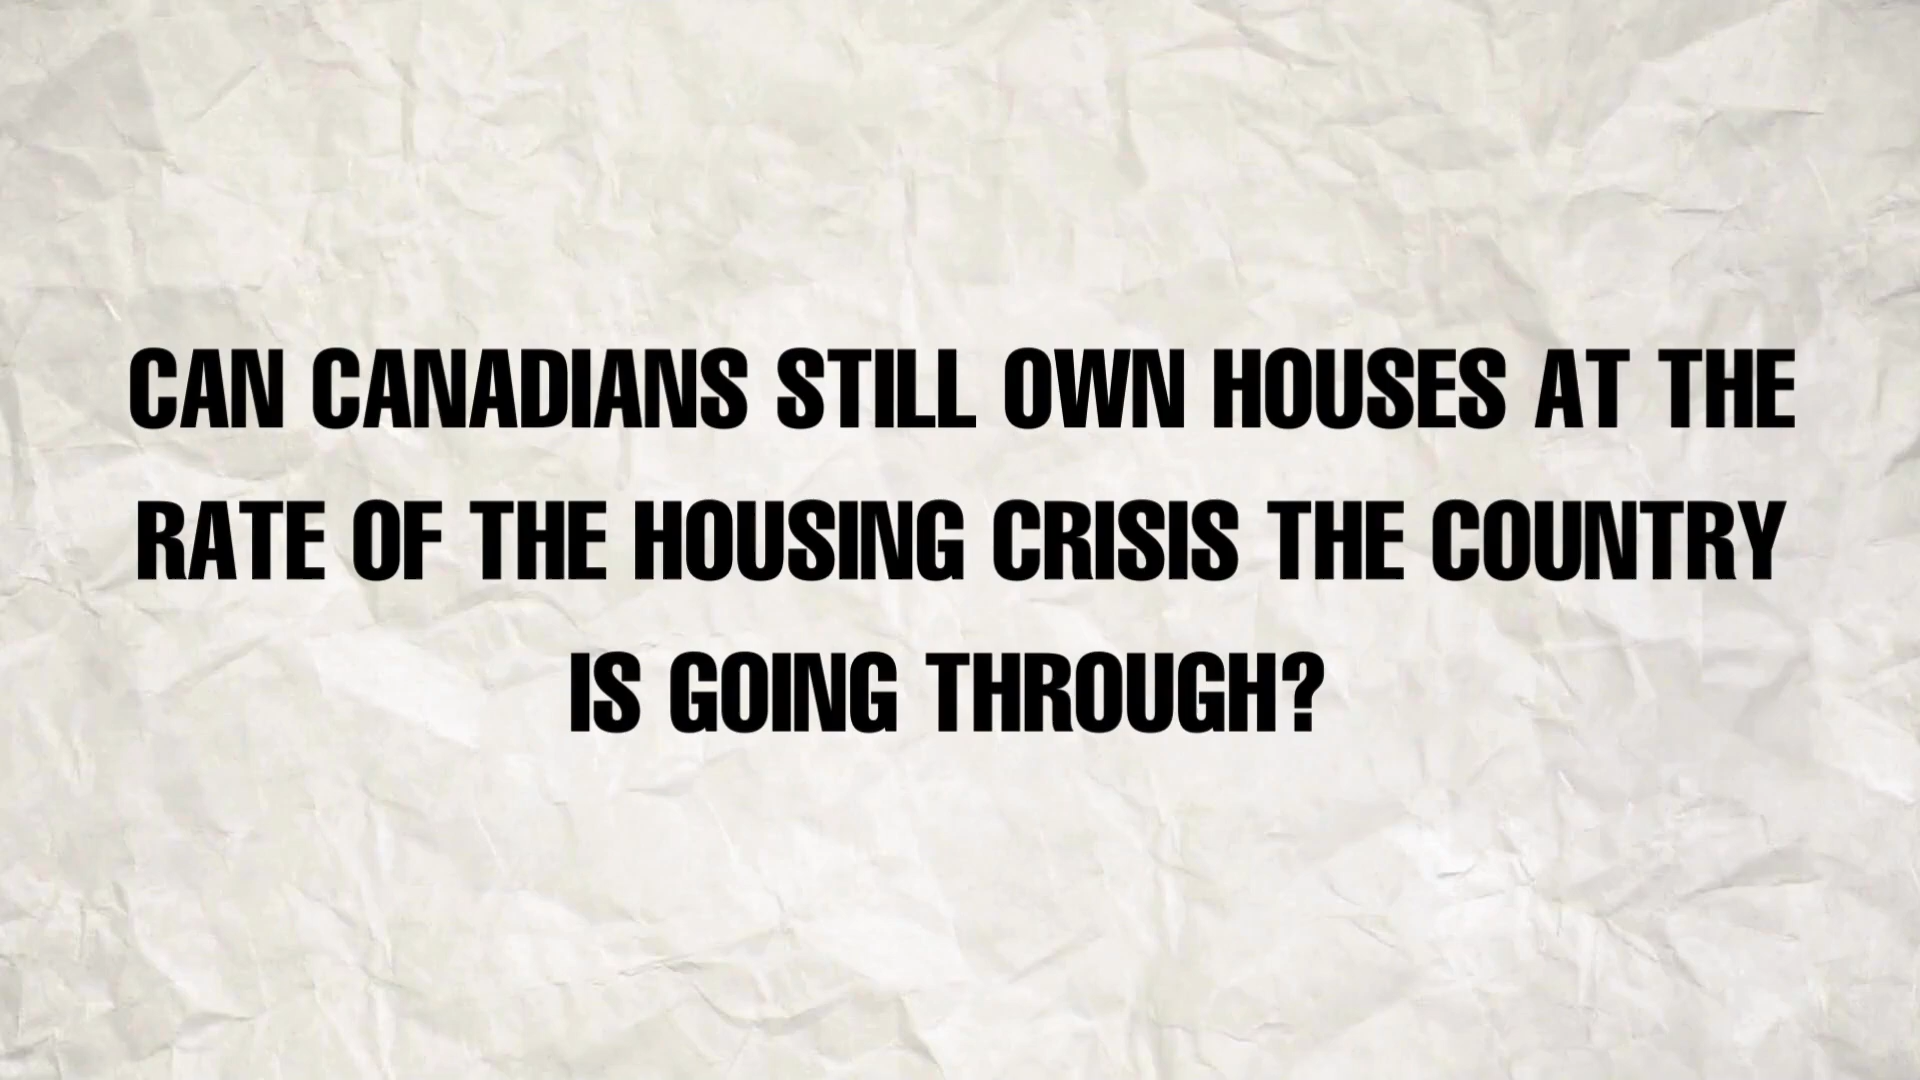 CAN CANADIANS STILL OWN HOUSES AT THE
RATE OF THE HOUSING CRISIS THE COUNTRY
IS GOING THROUGH?